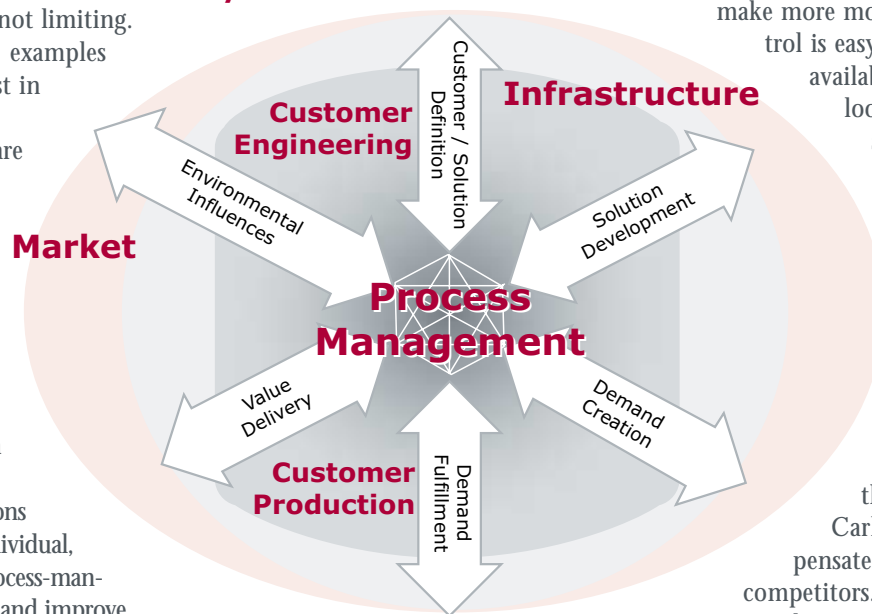 not limiting.
examples
st in
are
ons
ividual,
ocess-man-
and improve
make more mo
trol is easy
availab
loc
th
Carl
pensate
competitors.
Customer
Engineering
Infrastructure
Market
Process
Management
Customer
Production
Customer / Solution
Definition
Environmental
Influences
Solution
Development
Value
Delivery
Demand
Creation
Demand
Fulfillment